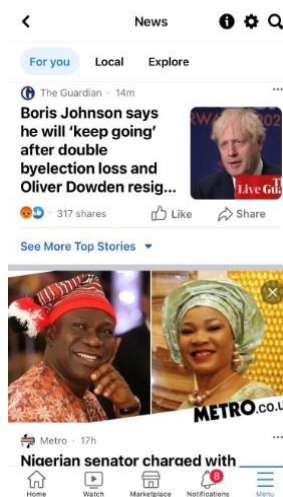 News
For you Local Explore
The Guardian · 14m
Boris Johnson says
he will ‘keep going’
after double
byelection loss and
Oliver Dowden resig...
Live Gua
317 shares Like Share
See More Top Stories
METRO.co.u
Metro · 17h
Nigerian senator charged with
8
Home Watch Marketplace Notifications Menu